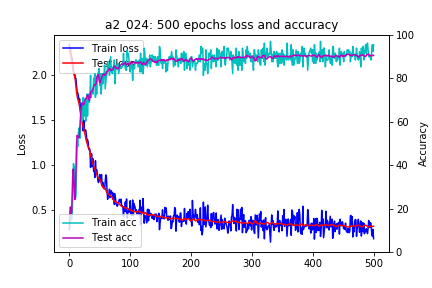 a2_024: 500 epochs loss and accuracy
Train loss
Test loss
Train acc
Test acc
Loss
2.0
1.5
1.0
0.5
Accuracy
100
80
60
40
20
0
0
100
200
300
400
500